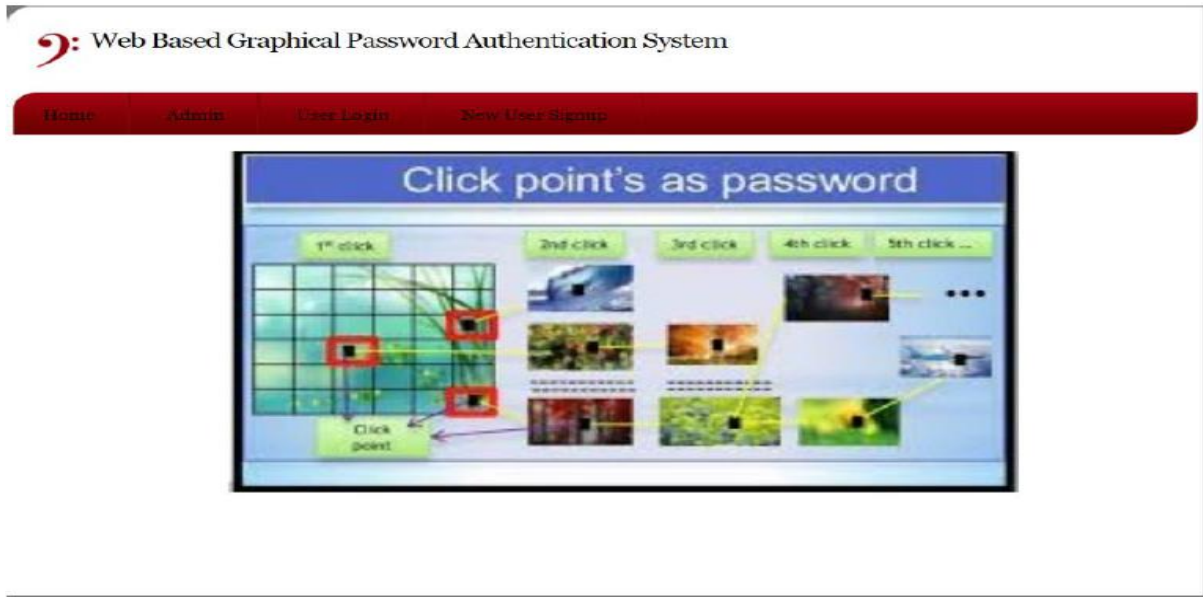 Web Based Graphical Password Authentication System
Home Admin User Login New User Signup
Click point's as password
1st click 2nd click 3rd click 4th click 5th click ...
...
Click
point